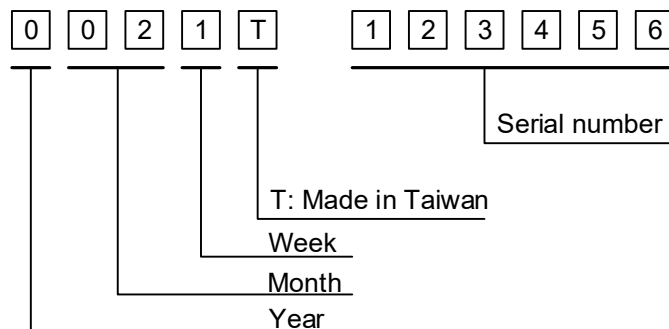 0 0 2 1 T 1 2 3 4 5 6
Serial number
T: Made in Taiwan
Week
Month
Year